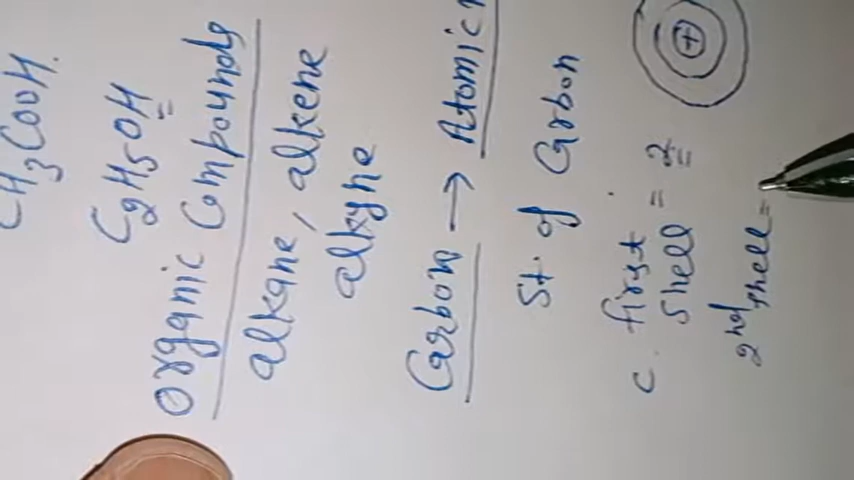 CH3COOH.
C2H5OH
Organic Compounds
alkane, alkene
alkyne
Carbon → Atomic
St. of Carbon
+
C. first = 2
shell
2nd shell =